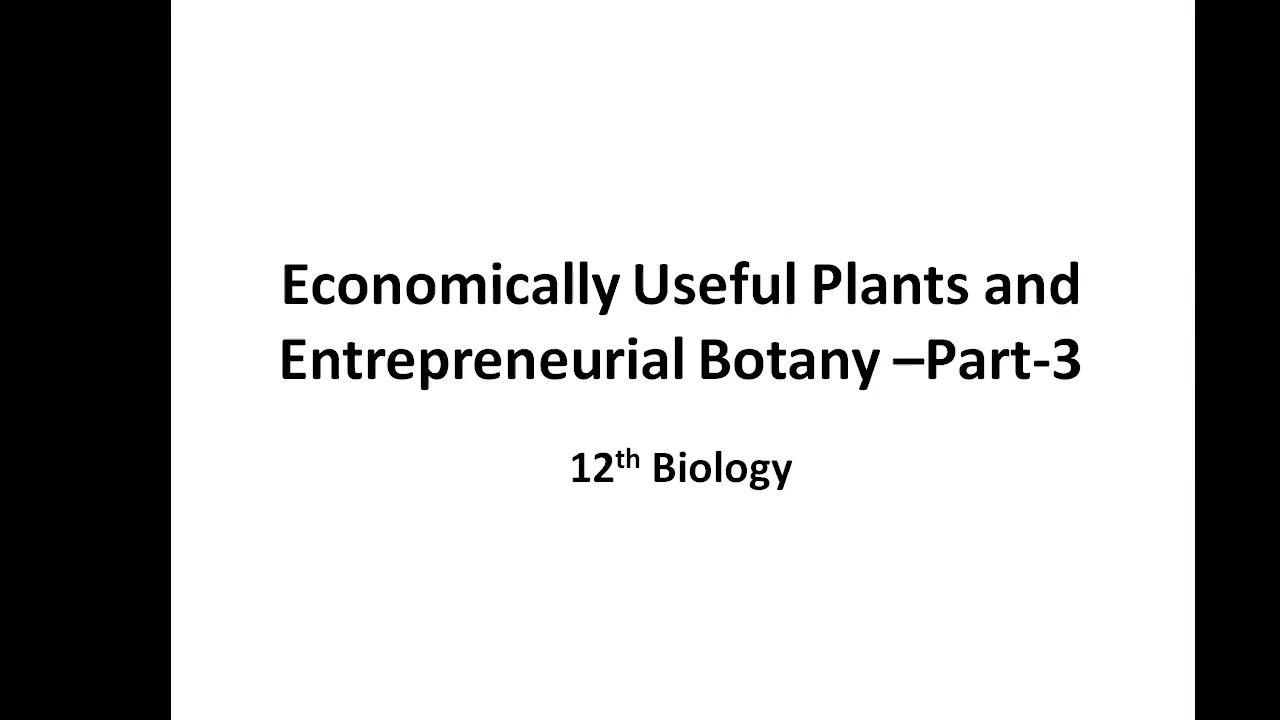 Economically Useful Plants and
Entrepreneurial Botany –Part-3
12th Biology